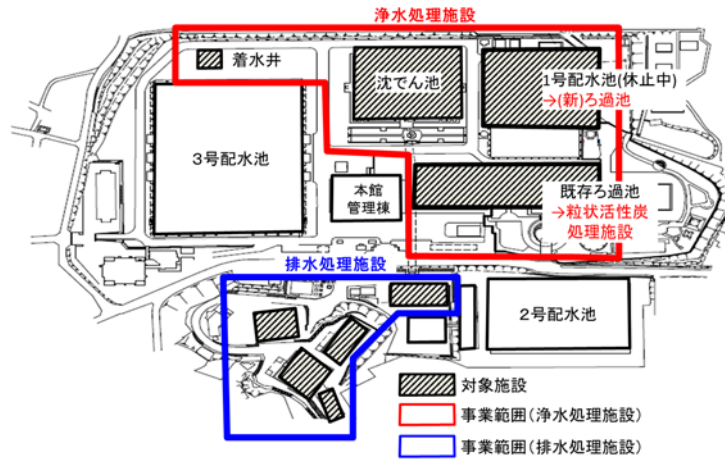 浄水処理施設
着水井
沈でん池
1号配水池(休止中)
→(新)ろ過池
3号配水池
本館
管理棟
既存ろ過池
→粒状活性炭
処理施設
排水処理施設
2号配水池
対象施設
事業範囲(浄水処理施設)
事業範囲(排水処理施設)